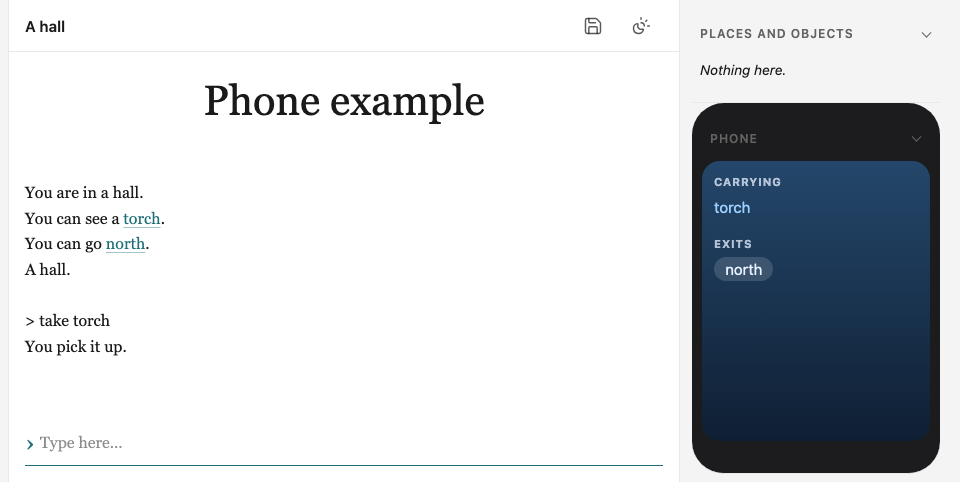 A hall
Phone example
You are in a hall.
You can see a torch.
You can go north.
A hall.
> take torch
You pick it up.
Type here...
PLACES AND OBJECTS
Nothing here.
PHONE
CARRYING
torch
EXITS
north